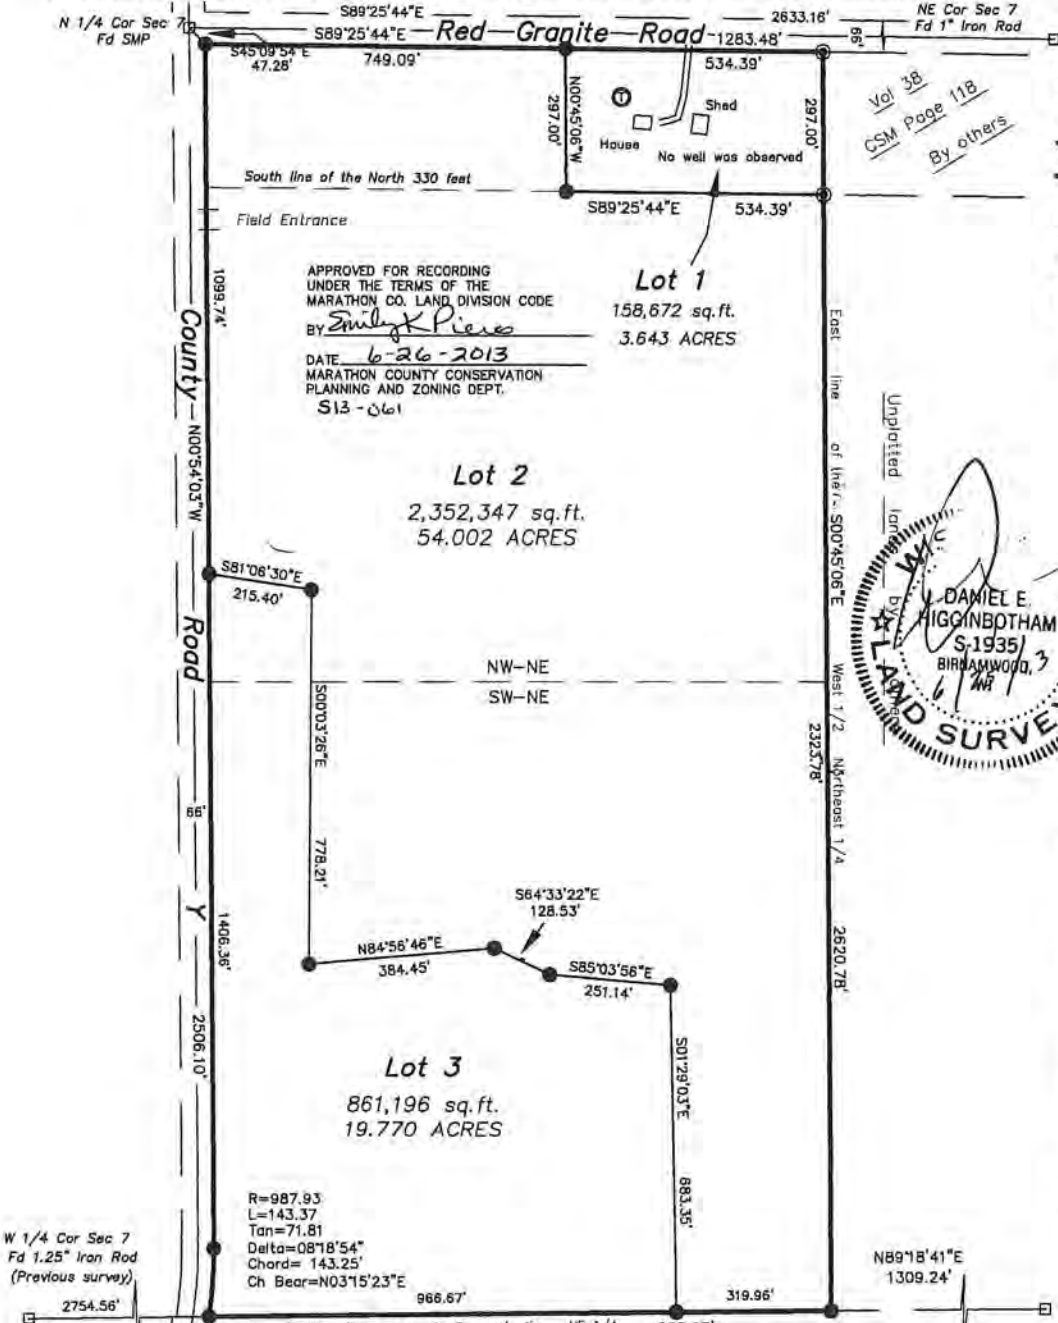 S89°25'44"E
2633.16'
NE Cor Sec 7
Fd 1" Iron Rod
N 1/4 Cor Sec 7
Fd SMP
S89°25'44"E
Red Granite Road
1283.48'
66'
S45°09'54"E
47.28'
749.09'
534.39'
N00°45'06"W
297.00'
T
House
Shed
No well was observed
297.00'
Vol 38
CSM Page 118
By others
South line of the North 330 feet
S89°25'44"E
534.39'
Field Entrance
APPROVED FOR RECORDING
UNDER THE TERMS OF THE
MARATHON CO. LAND DIVISION CODE
BY Emily K Pierce
DATE 6-26-2013
MARATHON COUNTY CONSERVATION
PLANNING AND ZONING DEPT.
S13-061
Lot 1
158,672 sq.ft.
3.643 ACRES
1099.74'
County Road Y
N00°54'03"W
East line of the West 1/2 Northeast 1/4
S00°45'06"E
Unplatted lands by
Lot 2
2,352,347 sq.ft.
54.002 ACRES
S81°06'30"E
215.40'
DANIEL E.
HIGGINBOTHAM
S-1935
BIRNAMWOOD,
WI
LAND SURVE
NW-NE
SW-NE
S00°03'26"E
778.21'
2323.78'
66'
S64°33'22"E
128.53'
N84°56'46"E
384.45'
S85°03'56"E
251.14'
1406.36'
2620.78'
2506.10'
S01°29'03"E
683.35'
Lot 3
861,196 sq.ft.
19.770 ACRES
R=987.93
L=143.37
Tan=71.81
Delta=08°18'54"
Chord= 143.25'
Ch Bear=N03°15'23"E
W 1/4 Cor Sec 7
Fd 1.25" Iron Rod
(Previous survey)
2754.56'
966.67'
319.96'
N89°18'41"E
1309.24'